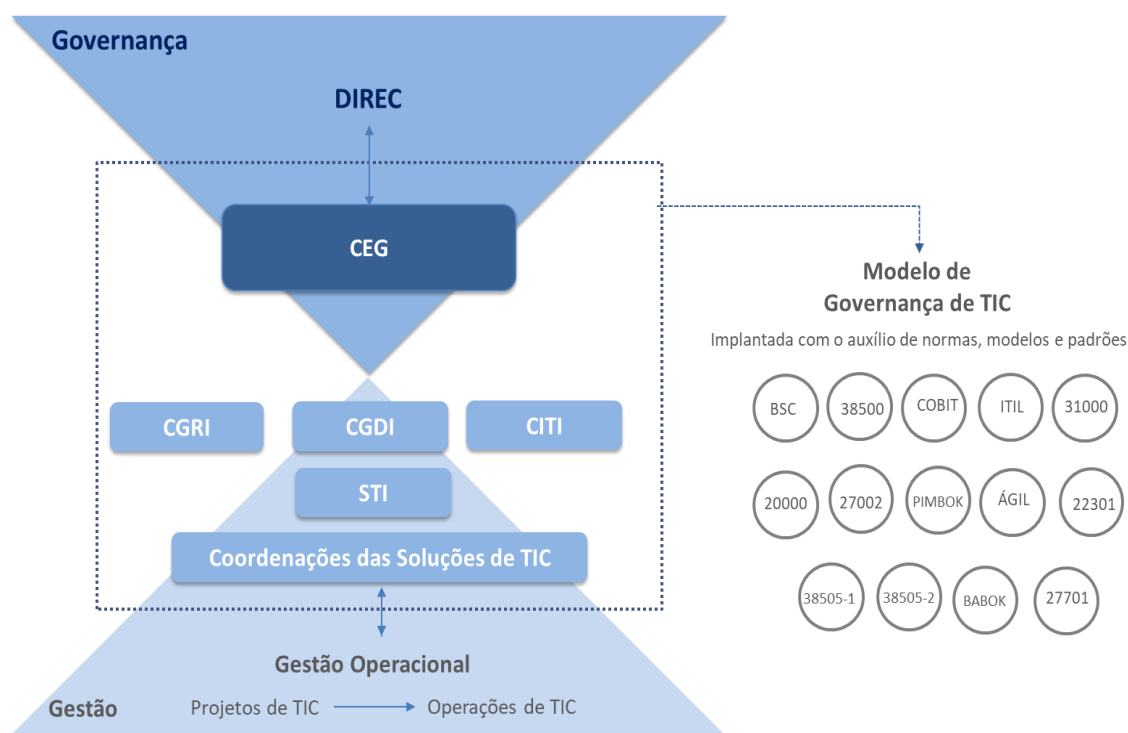 Governança
DIREC
CEG
CGRI
CGDI
CITI
STI
Coordenações das Soluções de TIC
Gestão Operacional
Gestão
Projetos de TIC
Operações de TIC
Modelo de
Governança de TIC
Implantada com o auxílio de normas, modelos e padrões
BSC
38500
COBIT
ITIL
31000
20000
27002
PIMBOK
ÁGIL
22301
38505-1
38505-2
BABOK
27701